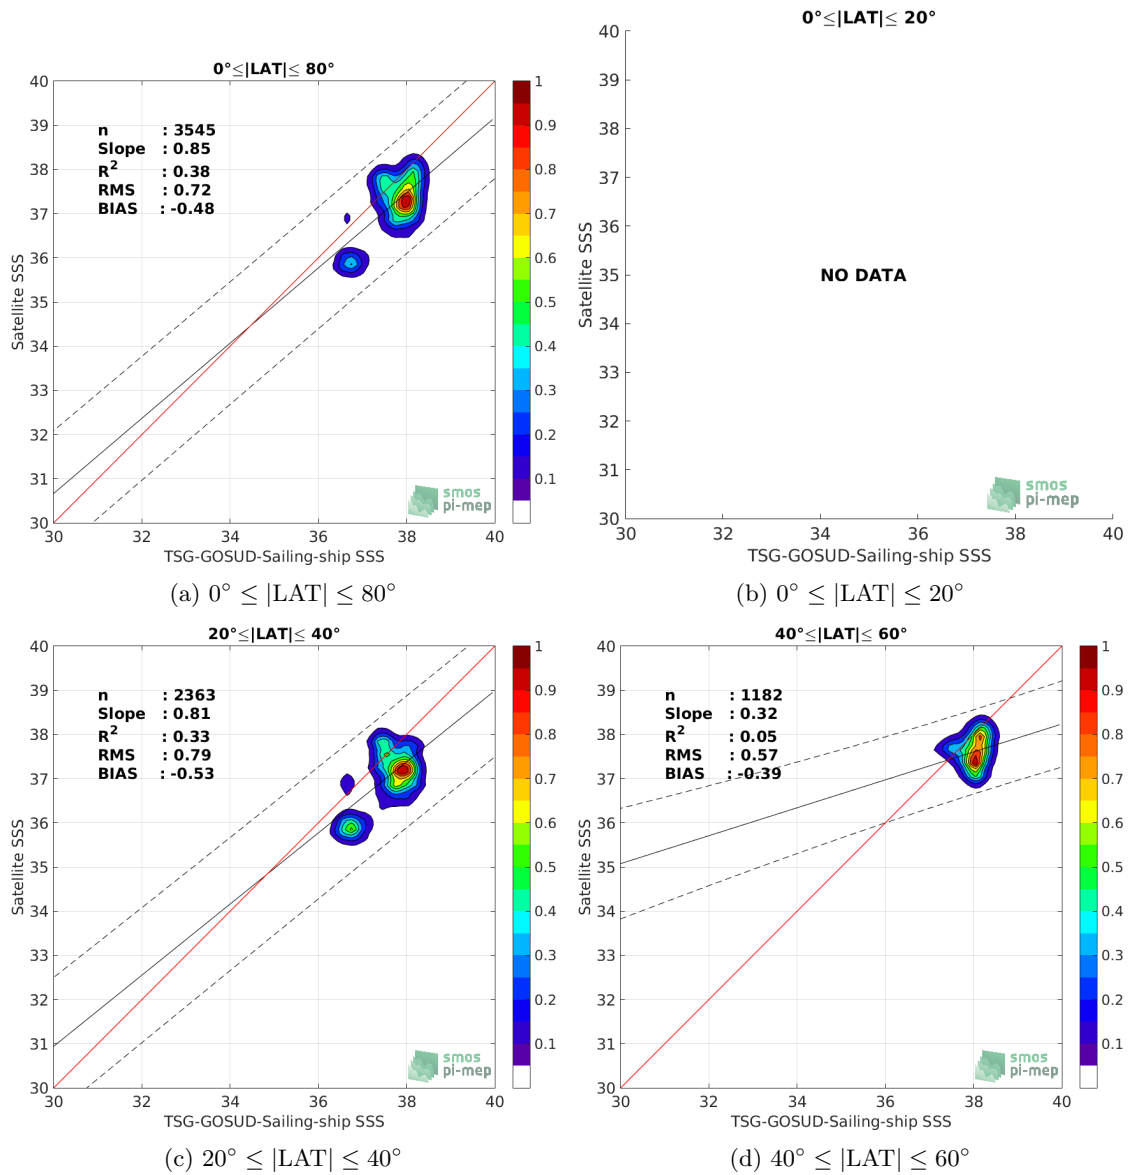 0°≤|LAT|≤ 80°
n : 3545
Slope : 0.85
R² : 0.38
RMS : 0.72
BIAS : -0.48
40
39
38
37
36
35
34
33
32
31
30
30 32 34 36 38 40
Satellite SSS
TSG-GOSUD-Sailing-ship SSS
1
0.9
0.8
0.7
0.6
0.5
0.4
0.3
0.2
0.1
smos
pi-mep
(a) 0° ≤ |LAT| ≤ 80°
0°≤|LAT|≤ 20°
40
39
38
37
36
35
34
33
32
31
30
30 32 34 36 38 40
Satellite SSS
NO DATA
TSG-GOSUD-Sailing-ship SSS
smos
pi-mep
(b) 0° ≤ |LAT| ≤ 20°
20°≤|LAT|≤ 40°
n : 2363
Slope : 0.81
R² : 0.33
RMS : 0.79
BIAS : -0.53
40
39
38
37
36
35
34
33
32
31
30
30 32 34 36 38 40
Satellite SSS
TSG-GOSUD-Sailing-ship SSS
1
0.9
0.8
0.7
0.6
0.5
0.4
0.3
0.2
0.1
smos
pi-mep
(c) 20° ≤ |LAT| ≤ 40°
40°≤|LAT|≤ 60°
n : 1182
Slope : 0.32
R² : 0.05
RMS : 0.57
BIAS : -0.39
40
39
38
37
36
35
34
33
32
31
30
30 32 34 36 38 40
Satellite SSS
TSG-GOSUD-Sailing-ship SSS
1
0.9
0.8
0.7
0.6
0.5
0.4
0.3
0.2
0.1
smos
pi-mep
(d) 40° ≤ |LAT| ≤ 60°